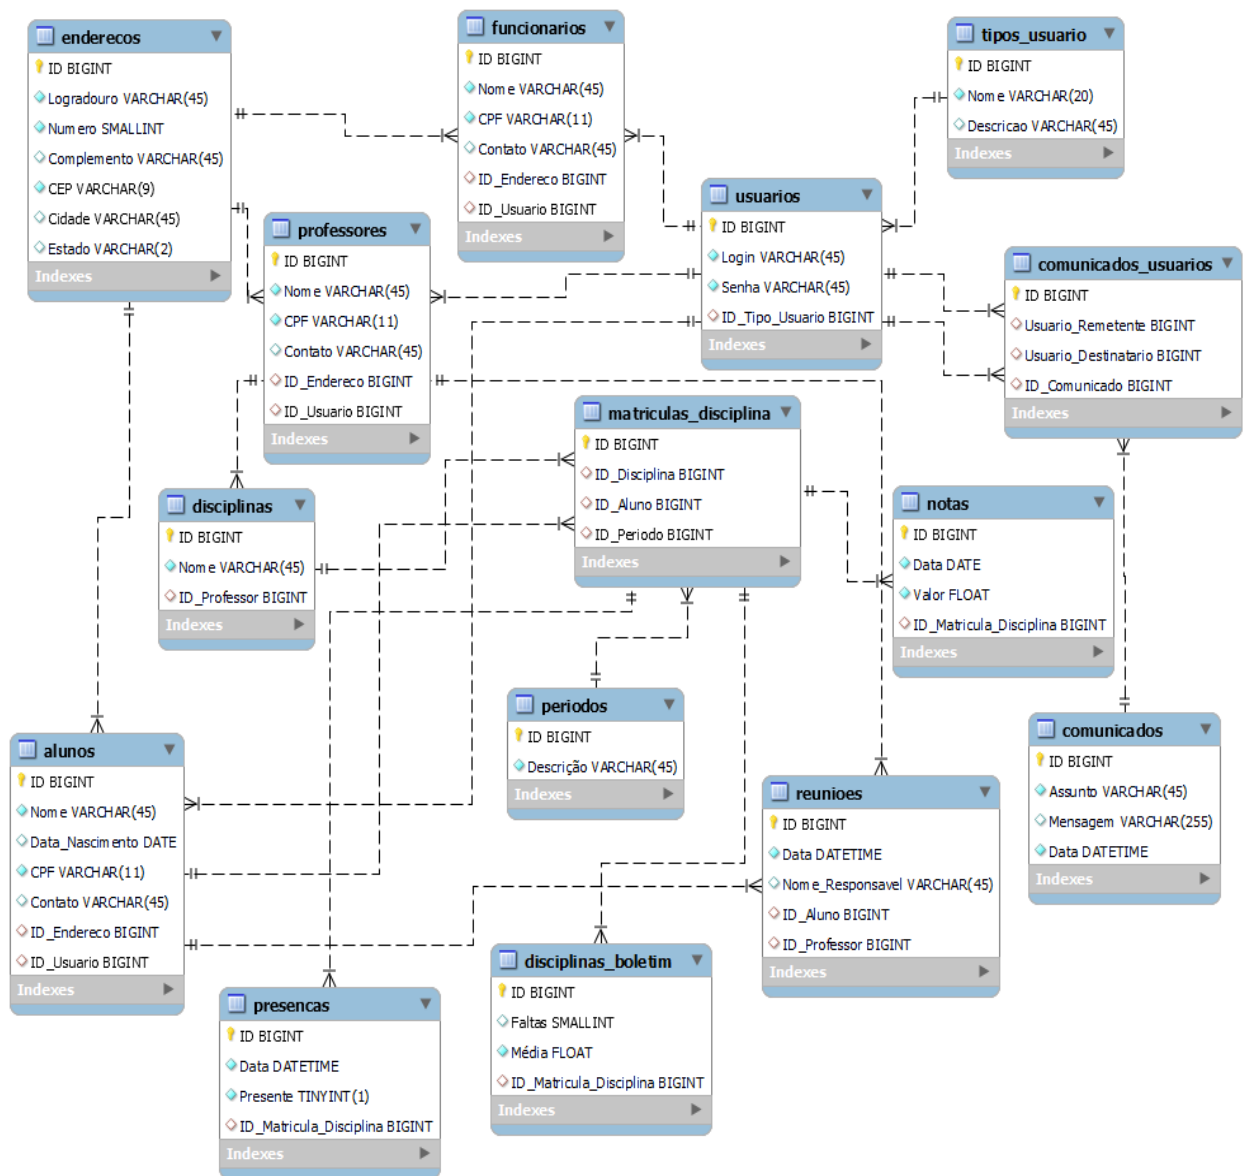 enderecos
ID BIGINT
Logradouro VARCHAR(45)
Numero SMALLINT
Complemento VARCHAR(45)
CEP VARCHAR(9)
Cidade VARCHAR(45)
Estado VARCHAR(2)
Indexes
funcionarios
ID BIGINT
Nome VARCHAR(45)
CPF VARCHAR(11)
Contato VARCHAR(45)
ID_Endereco BIGINT
ID_Usuario BIGINT
Indexes
tipos_usuario
ID BIGINT
Nome VARCHAR(20)
Descricao VARCHAR(45)
Indexes
professores
ID BIGINT
Nome VARCHAR(45)
CPF VARCHAR(11)
Contato VARCHAR(45)
ID_Endereco BIGINT
ID_Usuario BIGINT
Indexes
usuarios
ID BIGINT
Login VARCHAR(45)
Senha VARCHAR(45)
ID_Tipo_Usuario BIGINT
Indexes
comunicados_usuarios
ID BIGINT
Usuario_Remetente BIGINT
Usuario_Destinatario BIGINT
ID_Comunicado BIGINT
Indexes
matriculas_disciplina
ID BIGINT
ID_Disciplina BIGINT
ID_Aluno BIGINT
ID_Periodo BIGINT
Indexes
disciplinas
ID BIGINT
Nome VARCHAR(45)
ID_Professor BIGINT
Indexes
notas
ID BIGINT
Data DATE
Valor FLOAT
ID_Matricula_Disciplina BIGINT
Indexes
periodos
ID BIGINT
Descrição VARCHAR(45)
Indexes
comunicados
ID BIGINT
Assunto VARCHAR(45)
Mensagem VARCHAR(255)
Data DATETIME
Indexes
alunos
ID BIGINT
Nome VARCHAR(45)
Data_Nascimento DATE
CPF VARCHAR(11)
Contato VARCHAR(45)
ID_Endereco BIGINT
ID_Usuario BIGINT
Indexes
reunioes
ID BIGINT
Data DATETIME
Nome_Responsavel VARCHAR(45)
ID_Aluno BIGINT
ID_Professor BIGINT
Indexes
disciplinas_boletim
ID BIGINT
Faltas SMALLINT
Média FLOAT
ID_Matricula_Disciplina BIGINT
Indexes
presencas
ID BIGINT
Data DATETIME
Presente TINYINT(1)
ID_Matricula_Disciplina BIGINT
Indexes